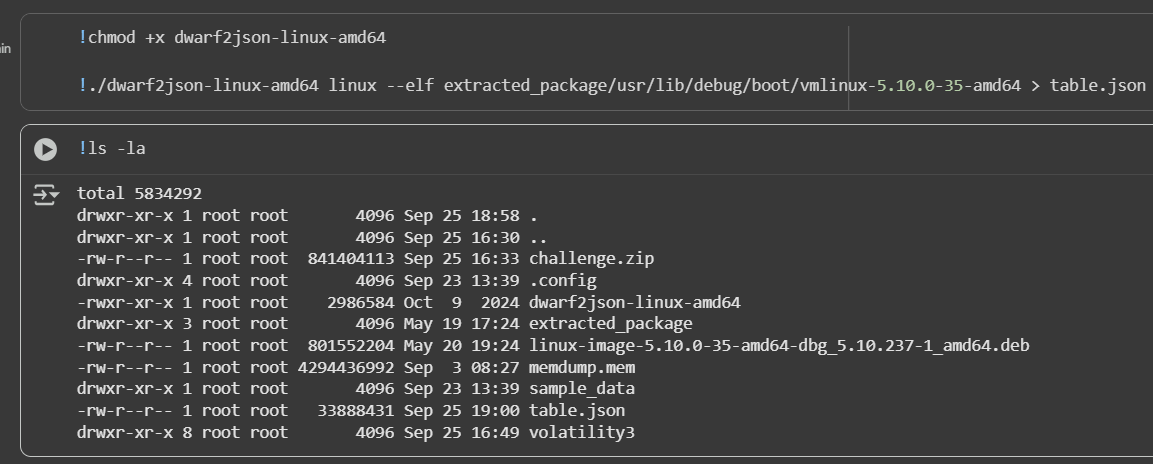 !chmod +x dwarf2json-linux-amd64
in
!./dwarf2json-linux-amd64 linux --elf extracted_package/usr/lib/debug/boot/vmlinux-5.10.0-35-amd64 > table.json
!ls -la
total 5834292
drwxr-xr-x 1 root root       4096 Sep 25 18:58 .
drwxr-xr-x 1 root root       4096 Sep 25 16:30 ..
-rw-r--r-- 1 root root  841404113 Sep 25 16:33 challenge.zip
drwxr-xr-x 4 root root       4096 Sep 23 13:39 .config
-rwxr-xr-x 1 root root    2986584 Oct  9  2024 dwarf2json-linux-amd64
drwxr-xr-x 3 root root       4096 May 19 17:24 extracted_package
-rw-r--r-- 1 root root  801552204 May 20 19:24 linux-image-5.10.0-35-amd64-dbg_5.10.237-1_amd64.deb
-rw-r--r-- 1 root root 4294436992 Sep  3 08:27 memdump.mem
drwxr-xr-x 1 root root       4096 Sep 23 13:39 sample_data
-rw-r--r-- 1 root root   33888431 Sep 25 19:00 table.json
drwxr-xr-x 8 root root       4096 Sep 25 16:49 volatility3